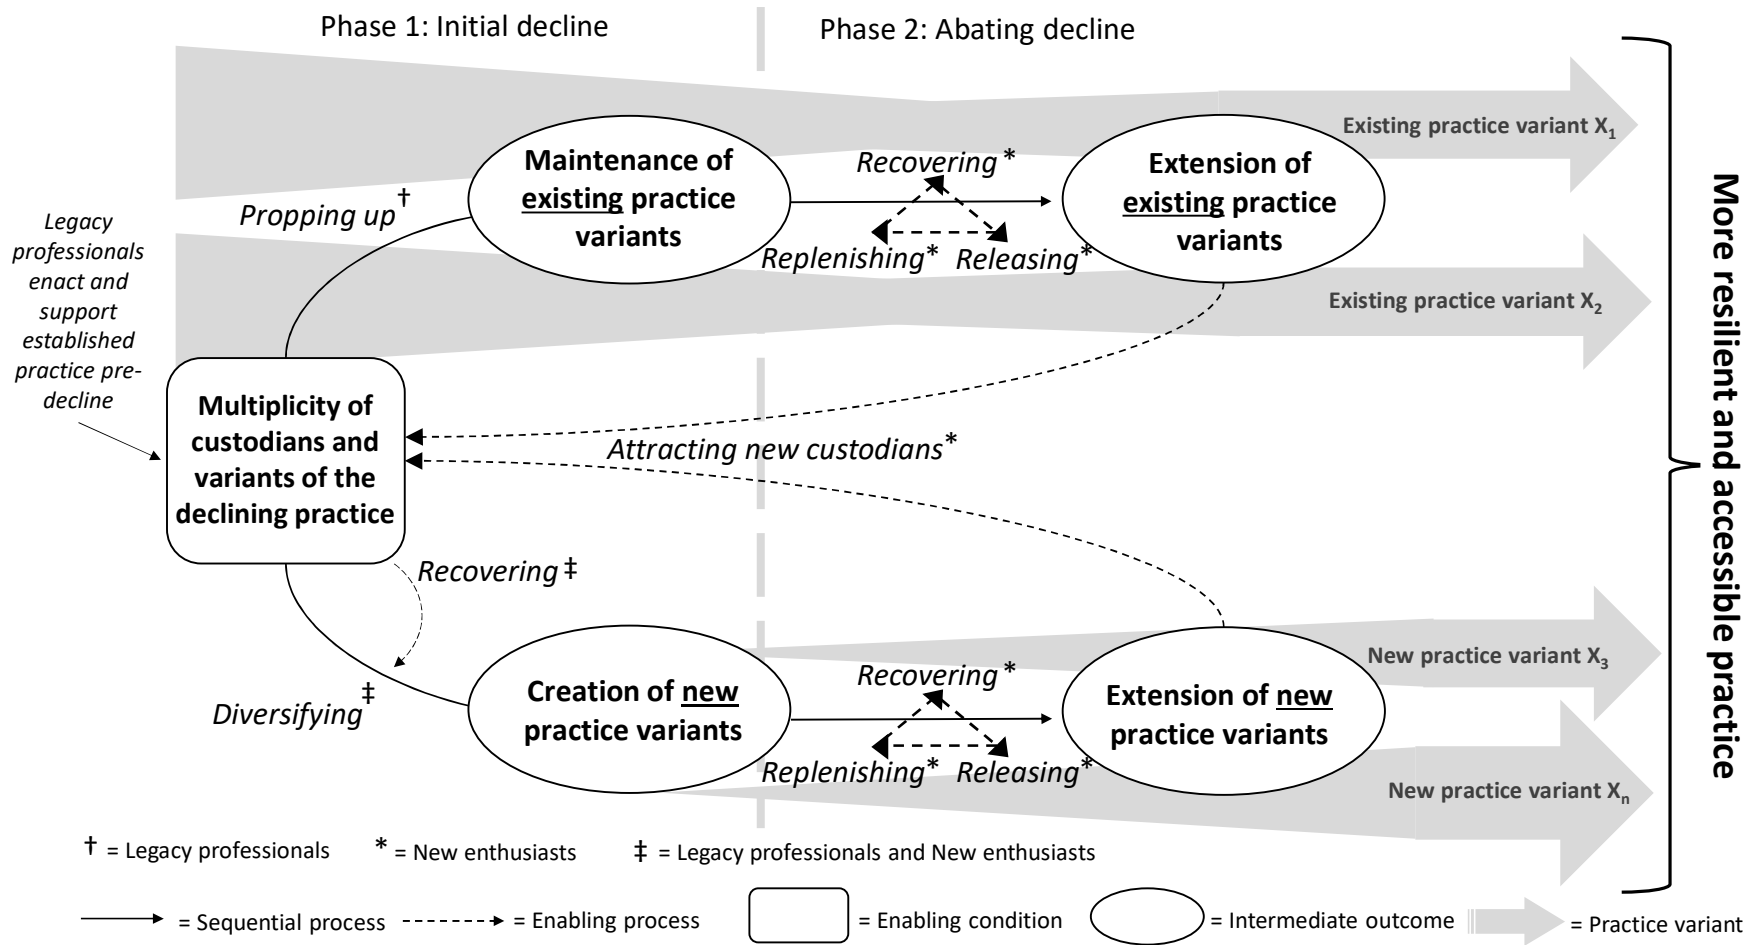 Phase 1: Initial decline
Phase 2: Abating decline
Existing practice variant X1
Maintenance of
existing practice
variants
Recovering*
Extension of
existing practice
variants
Propping up†
Replenishing*
Releasing*
Legacy
professionals
enact and
support
established
practice pre-
decline
Existing practice variant X2
More resilient and accessible practice
Multiplicity of
custodians and
variants of the
declining practice
Attracting new custodians*
Recovering‡
Diversifying‡
Creation of new
practice variants
Recovering*
Replenishing*
Releasing*
Extension of new
practice variants
New practice variant X3
New practice variant Xn
† = Legacy professionals
* = New enthusiasts
‡ = Legacy professionals and New enthusiasts
= Sequential process
= Enabling process
= Enabling condition
= Intermediate outcome
= Practice variant